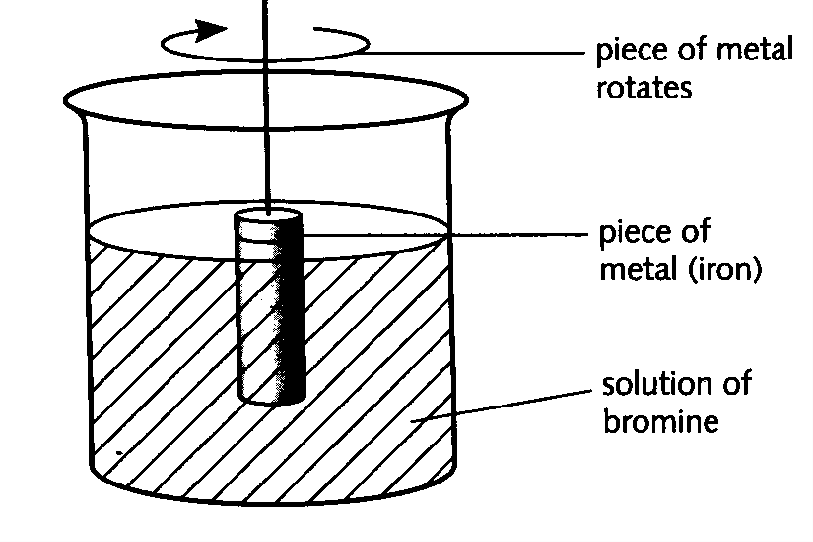 piece of metal
rotates
piece of
metal (iron)
solution of
bromine